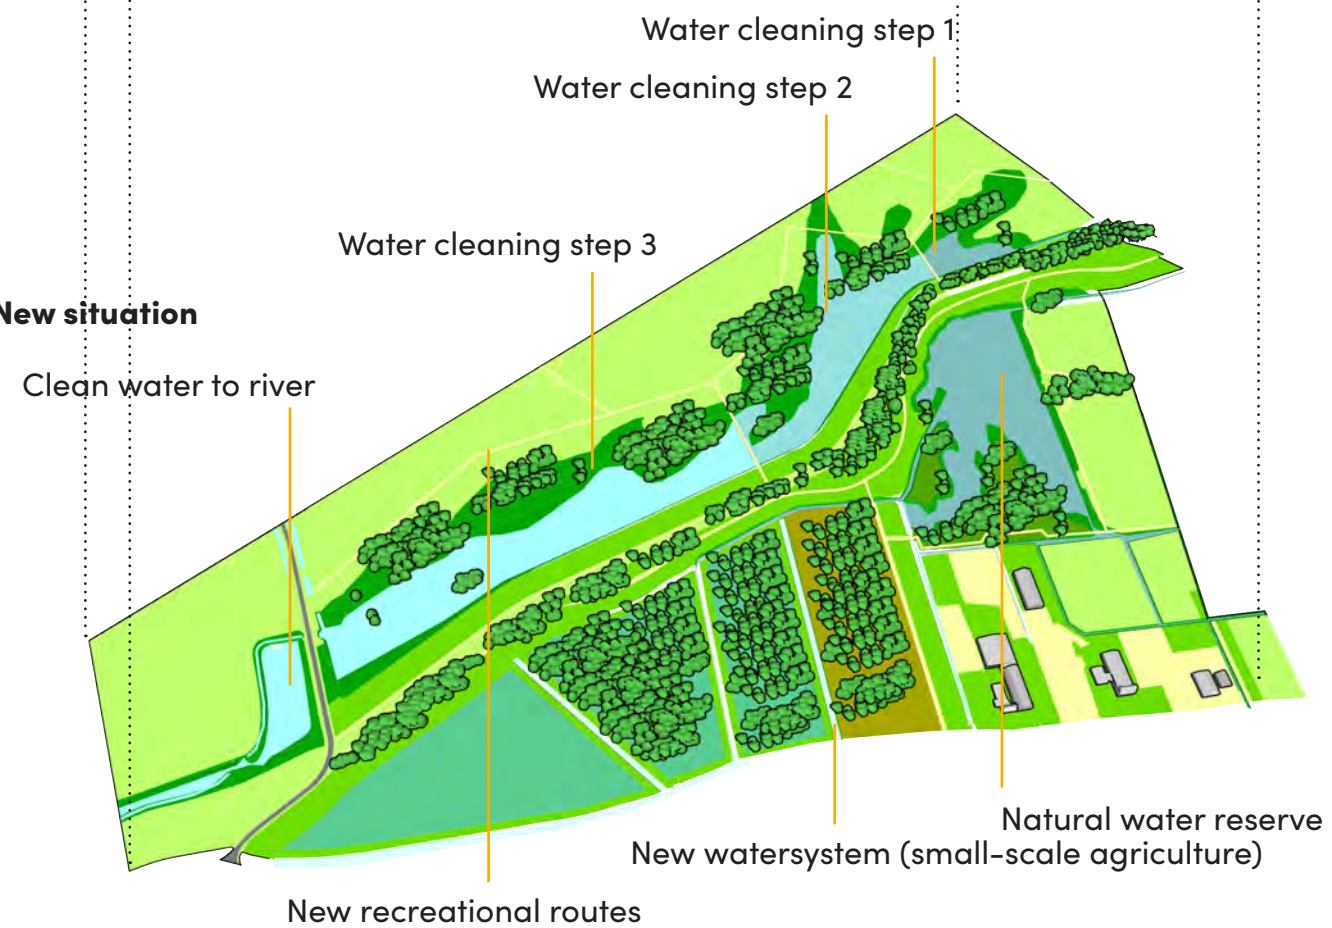 Water cleaning step 1
Water cleaning step 2
Water cleaning step 3
New situation
Clean water to river
Natural water reserve
New watersystem (small-scale agriculture)
New recreational routes